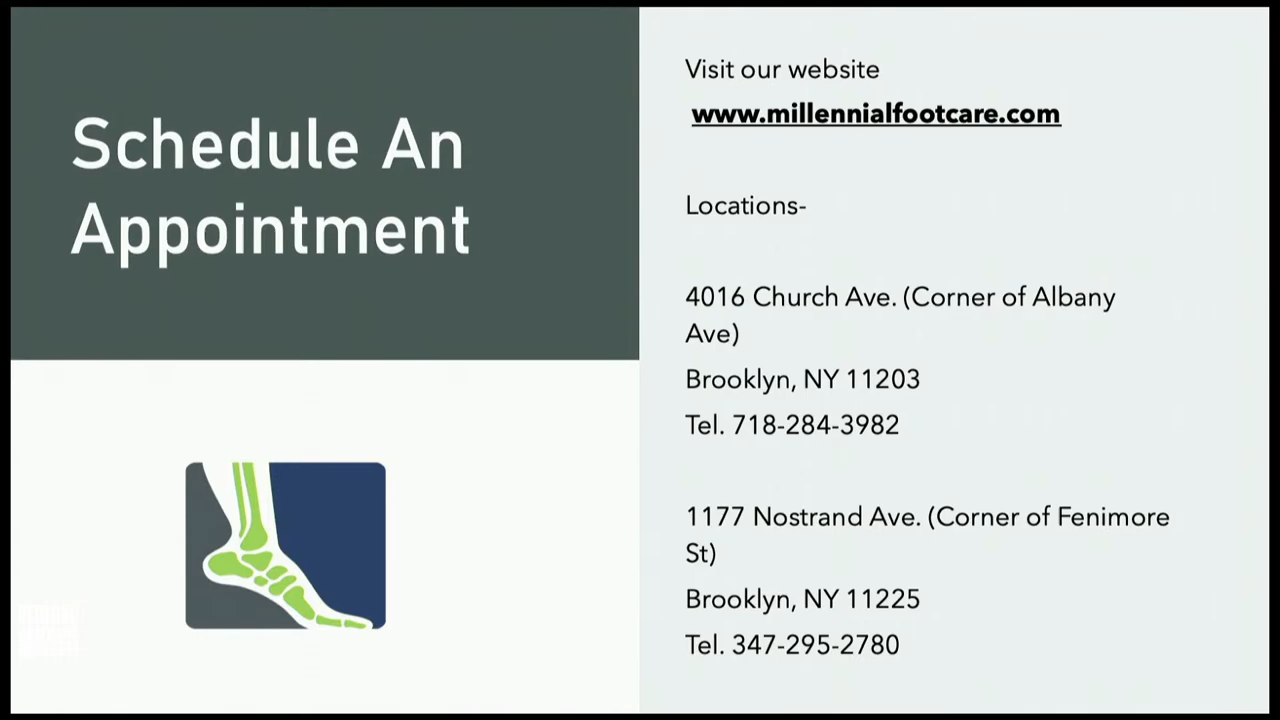 Schedule An
Appointment
Visit our website
www.millennialfootcare.com
Locations-
4016 Church Ave. (Corner of Albany
Ave)
Brooklyn, NY 11203
Tel. 718-284-3982
1177 Nostrand Ave. (Corner of Fenimore
St)
Brooklyn, NY 11225
Tel. 347-295-2780